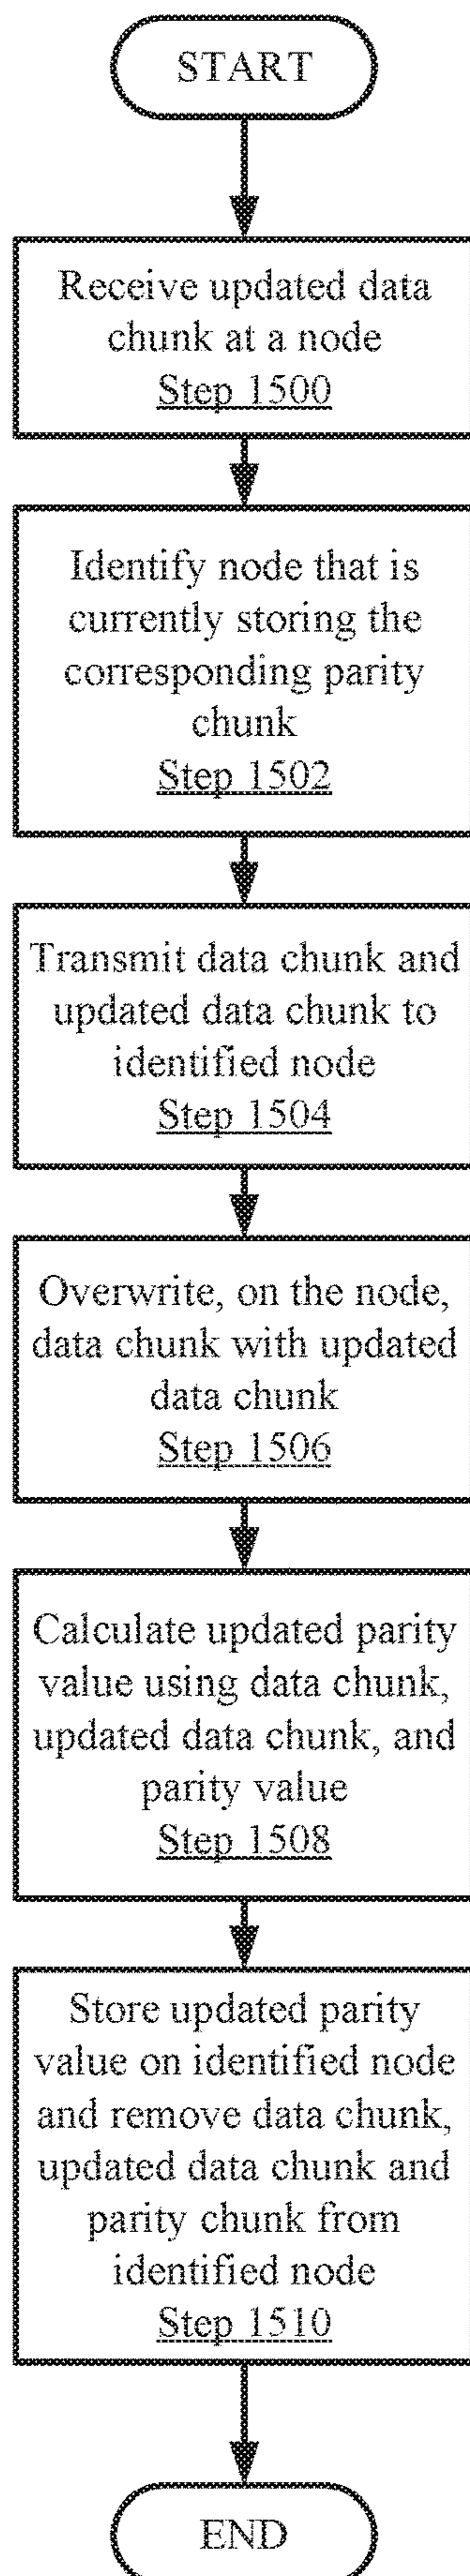 START
Receive updated data
chunk at a node
Step 1500
Identify node that is
currently storing the
corresponding parity
chunk
Step 1502
Transmit data chunk and
updated data chunk to
identified node
Step 1504
Overwrite, on the node,
data chunk with updated
data chunk
Step 1506
Calculate updated parity
value using data chunk,
updated data chunk, and
parity value
Step 1508
Store updated parity
value on identified node
and remove data chunk,
updated data chunk and
parity chunk from
identified node
Step 1510
END